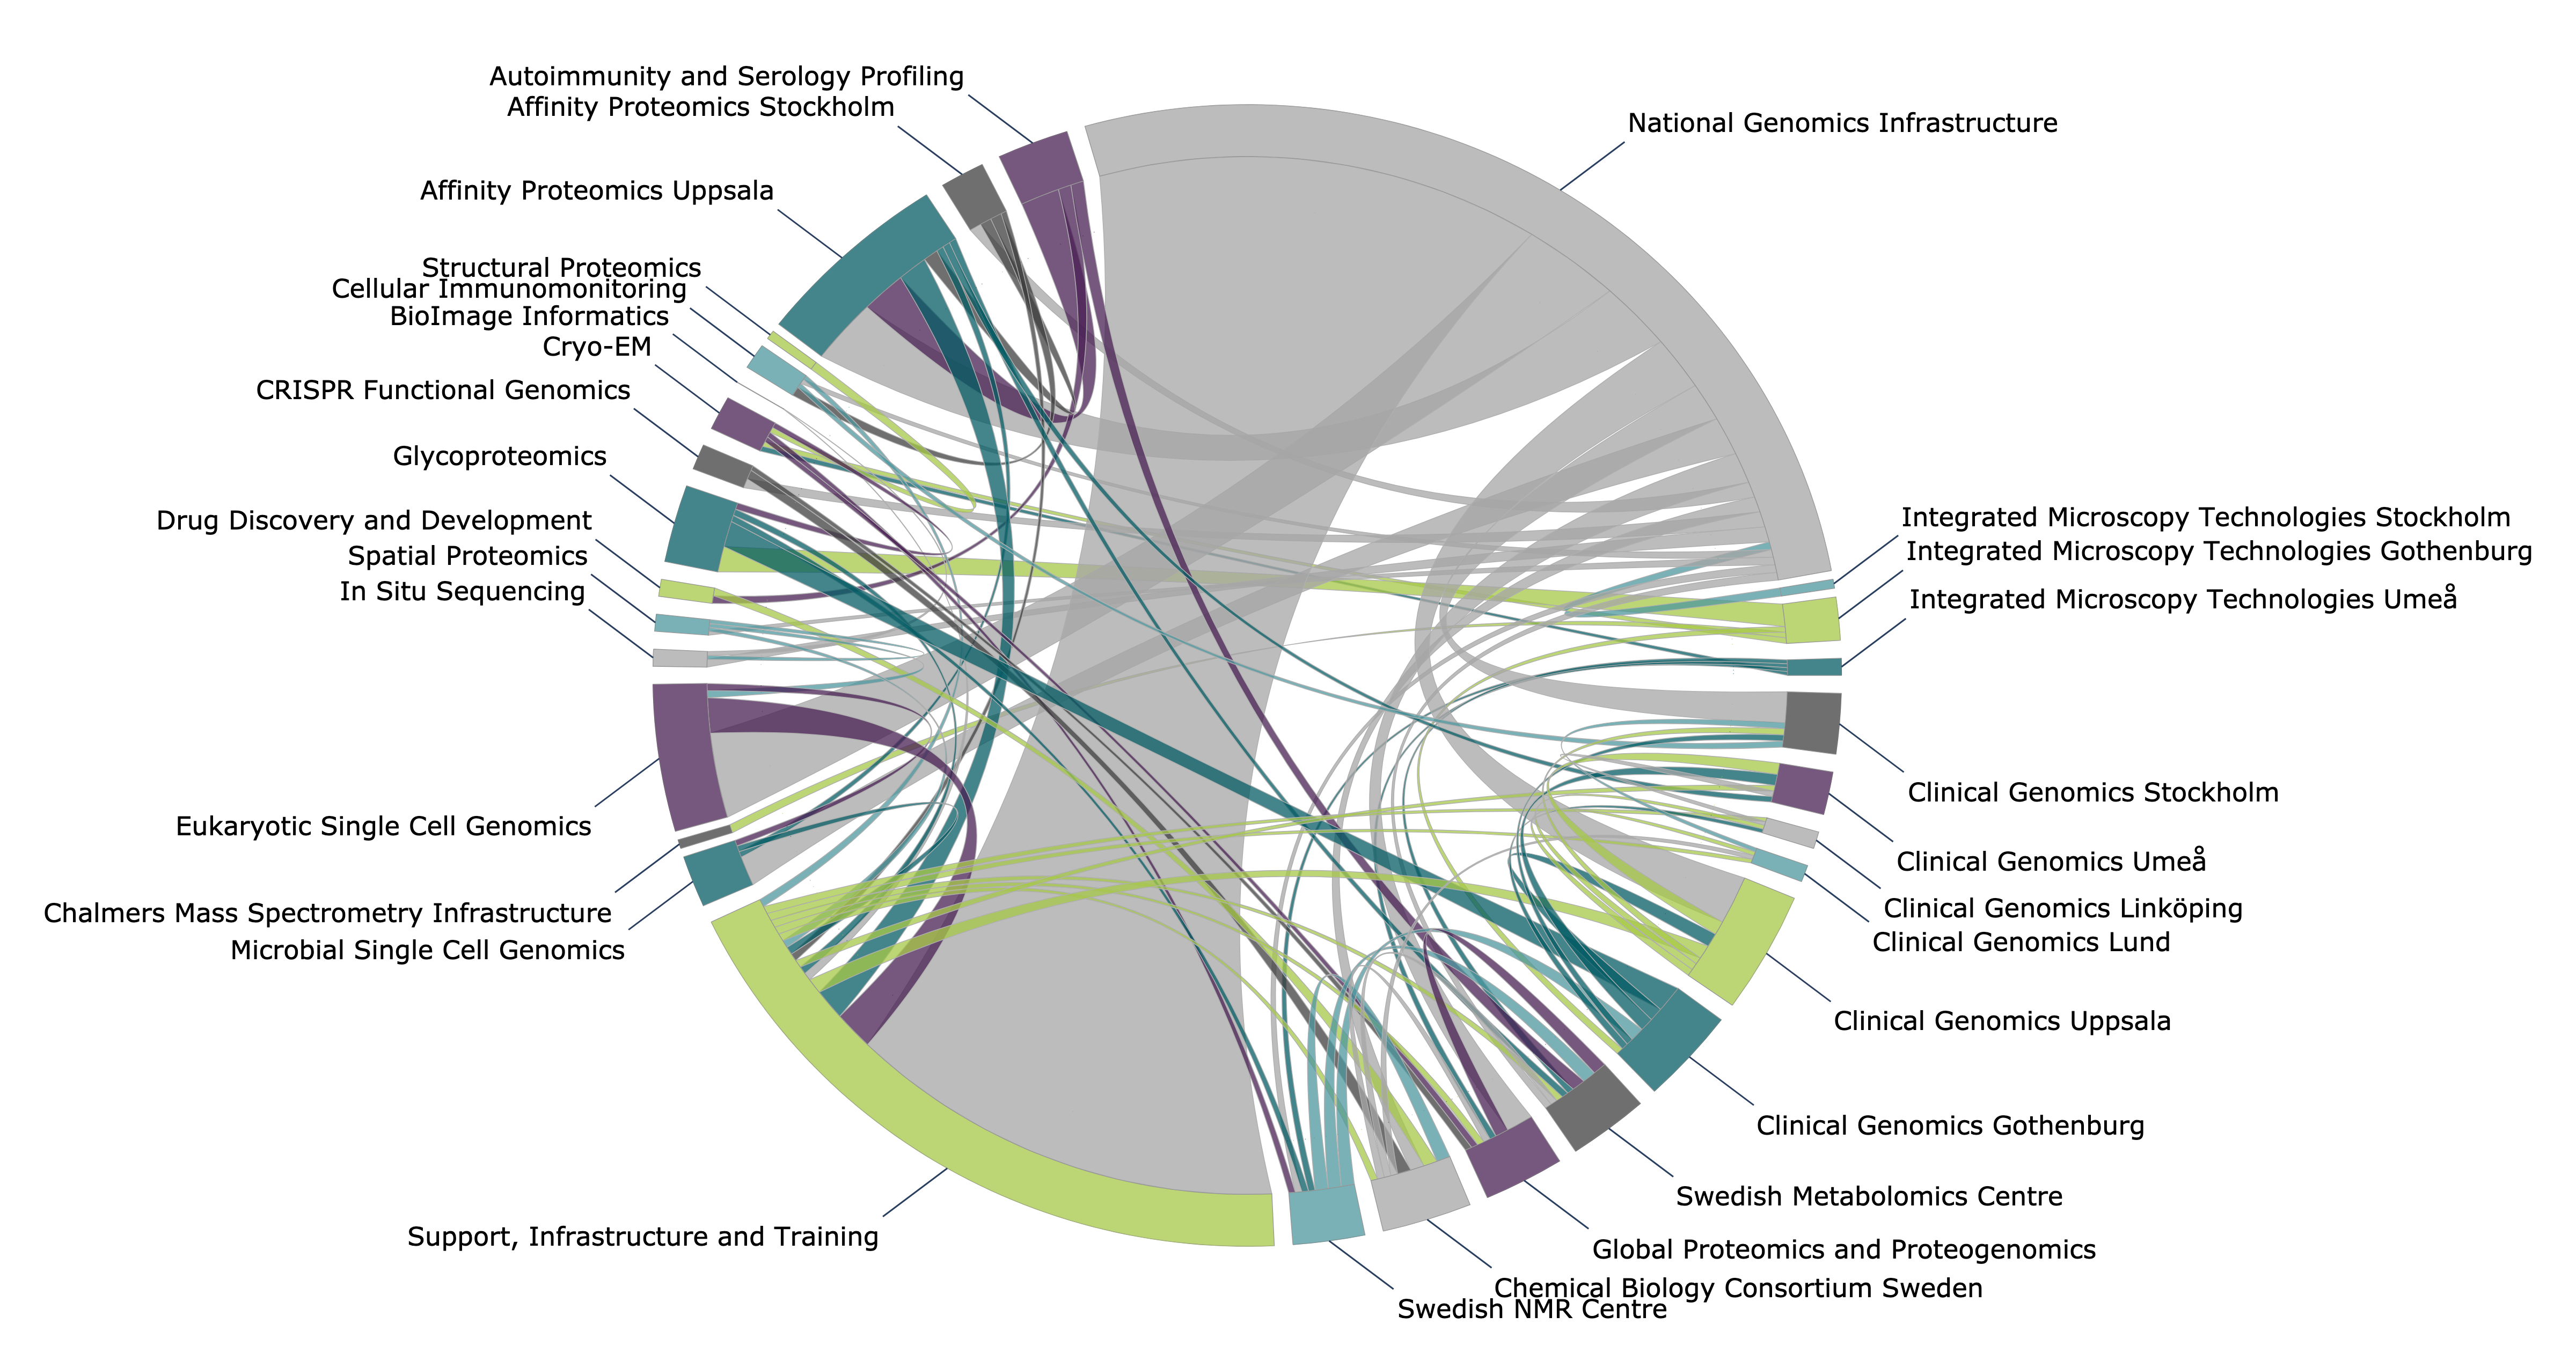 Autoimmunity and Serology Profiling
Affinity Proteomics Stockholm
National Genomics Infrastructure
Affinity Proteomics Uppsala
Structural Proteomics
Cellular Immunomonitoring
BioImage Informatics
Cryo-EM
CRISPR Functional Genomics
Glycoproteomics
Drug Discovery and Development
Spatial Proteomics
In Situ Sequencing
Integrated Microscopy Technologies Stockholm
Integrated Microscopy Technologies Gothenburg
Integrated Microscopy Technologies Umeå
Eukaryotic Single Cell Genomics
Chalmers Mass Spectrometry Infrastructure
Microbial Single Cell Genomics
Clinical Genomics Stockholm
Clinical Genomics Umeå
Clinical Genomics Linköping
Clinical Genomics Lund
Clinical Genomics Uppsala
Clinical Genomics Gothenburg
Swedish Metabolomics Centre
Support, Infrastructure and Training
Global Proteomics and Proteogenomics
Chemical Biology Consortium Sweden
Swedish NMR Centre